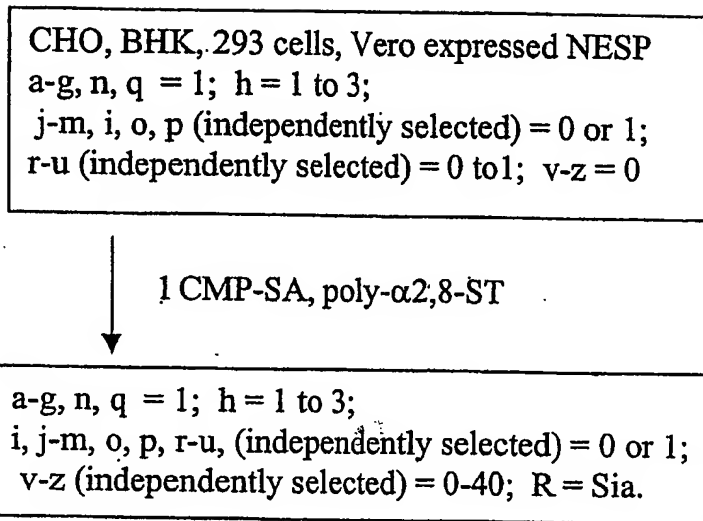 CHO, BHK, 293 cells, Vero expressed NESP
a-g, n, q = 1; h = 1 to 3;
j-m, i, o, p (independently selected) = 0 or 1;
r-u (independently selected) = 0 to1; v-z = 0
1 CMP-SA, poly-α2,8-ST
a-g, n, q = 1; h = 1 to 3;
i, j-m, o, p, r-u, (independently selected) = 0 or 1;
v-z (independently selected) = 0-40; R = Sia.